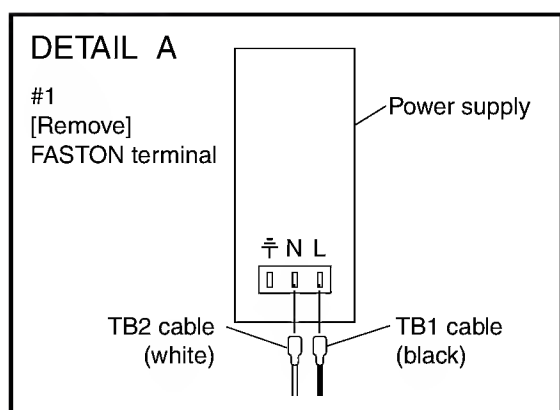 DETAIL A
#1
[Remove]
FASTON terminal
Power supply
N L
TB2 cable
(white)
TB1 cable
(black)